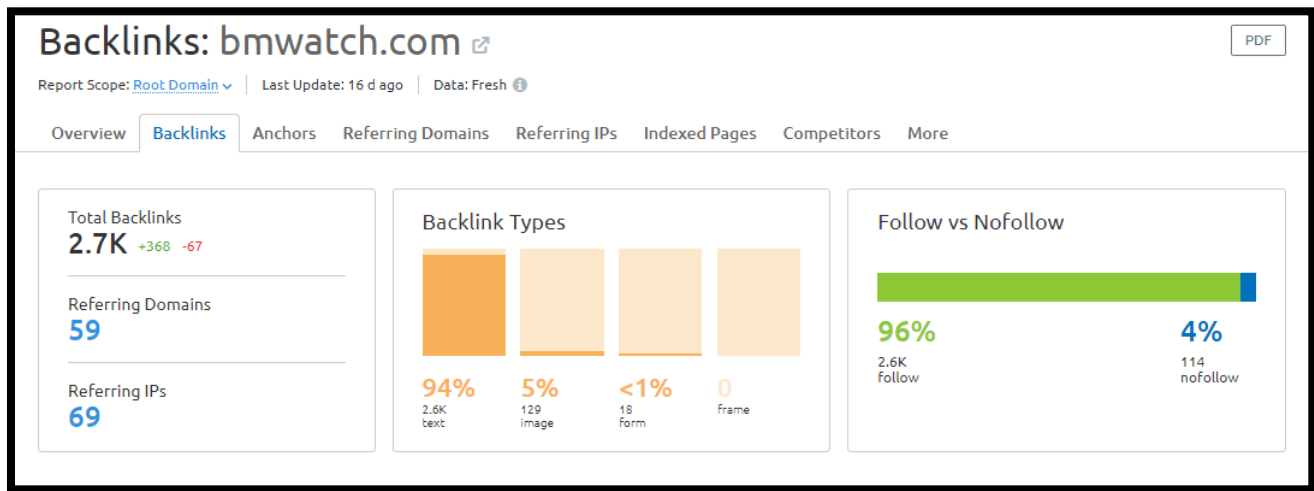 Backlinks: bmwatch.com
PDF
Report Scope: Root Domain Last Update: 16 d ago Data: Fresh
Overview Backlinks Anchors Referring Domains Referring IPs Indexed Pages Competitors More
Total Backlinks
2.7K +368 -67
Referring Domains
59
Referring IPs
69
Backlink Types
94% 5% <1% 0
2.6K 129 18 frame
text image form
Follow vs Nofollow
96% 4%
2.6K 114
follow nofollow